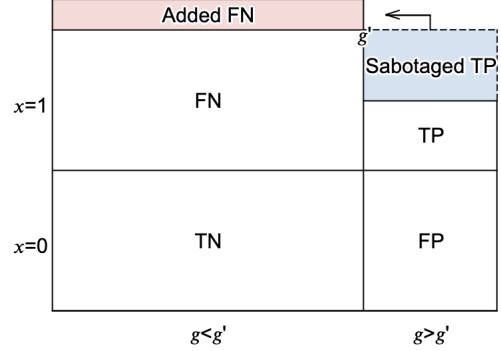 Added FN
g'
Sabotaged TP
x=1
FN
TP
x=0
TN
FP
g<g'
g>g'